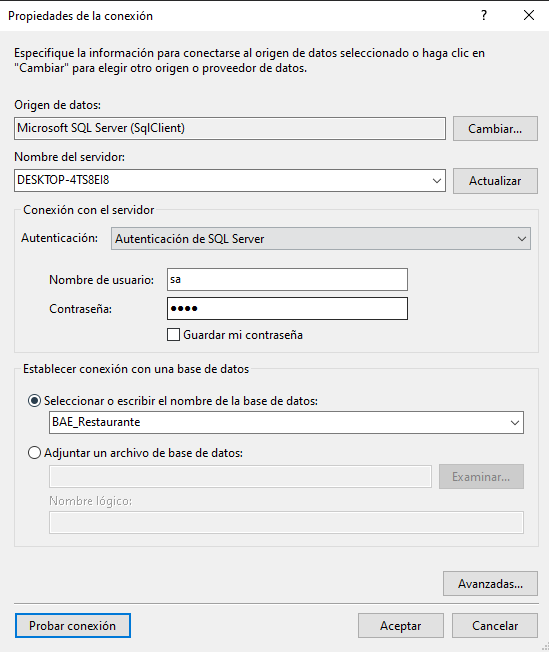 Propiedades de la conexión
?
Especifique la información para conectarse al origen de datos seleccionado o haga clic en
"Cambiar" para elegir otro origen o proveedor de datos.
Origen de datos:
Microsoft SQL Server (SqlClient)
Cambiar...
Nombre del servidor:
DESKTOP-4TS8EI8
Actualizar
Conexión con el servidor
Autenticación:
Autenticación de SQL Server
Nombre de usuario:
sa
Contraseña:
●●●●
Guardar mi contraseña
Establecer conexión con una base de datos
Seleccionar o escribir el nombre de la base de datos:
BAE_Restaurante
Adjuntar un archivo de base de datos:
Examinar...
Nombre lógico:
Avanzadas...
Probar conexión
Aceptar
Cancelar